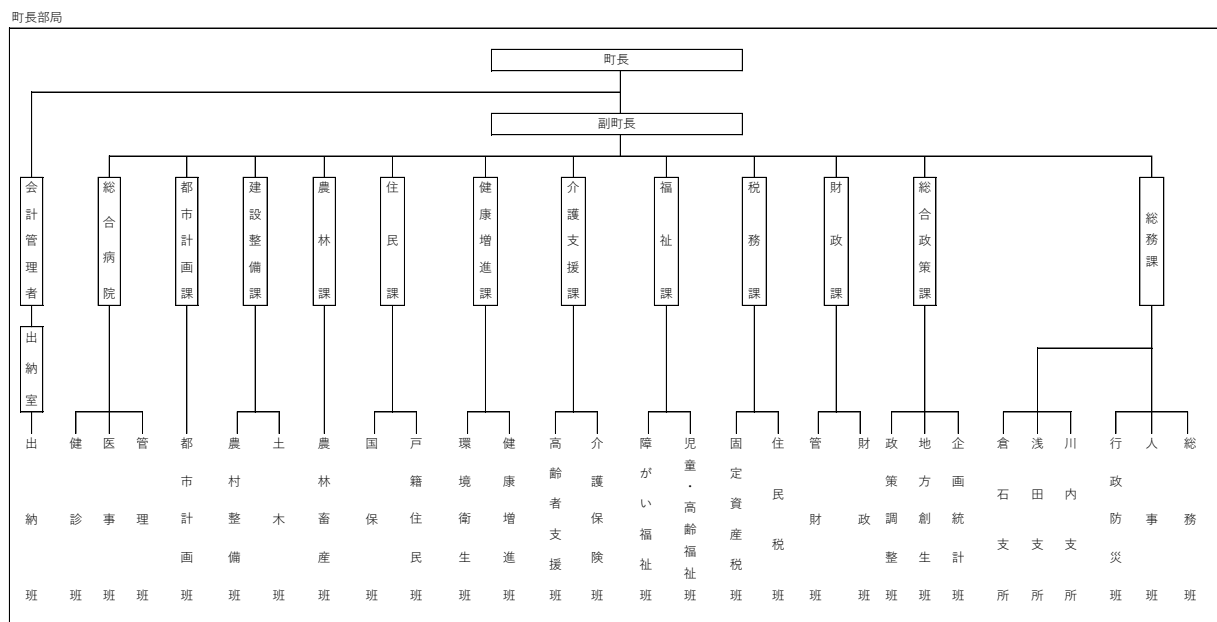 町長部局
町長
副町長
会計管理者
総合病院
都市計画課
建設整備課
農林課
住民課
健康増進課
介護支援課
福祉課
税務課
財政課
総合政策課
総務課
出納室
出納班
健診班
医事班
管理班
都市計画班
農村整備班
土木班
農林畜産班
国保班
戸籍住民班
環境衛生班
健康増進班
高齢者支援班
介護保険班
障がい福祉班
児童・高齢福祉班
固定資産税班
住民税班
管財班
財政班
政策調整班
地方創生班
企画統計班
倉石支所
浅田支所
川内支所
行政防災班
人事班
総務班